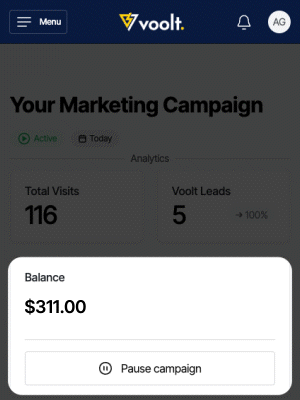 Menu
voolt.
AG
Your Marketing Campaign
Active
Today
Analytics
Total Visits
Voolt Leads
116
5
→ 100%
Balance
$311.00
Pause campaign